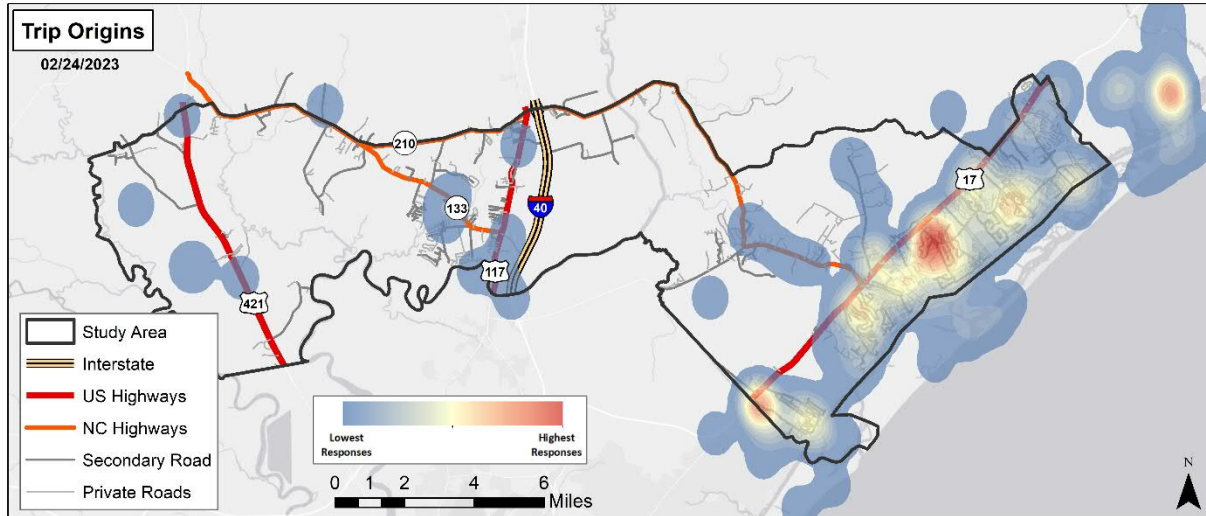 Trip Origins
02/24/2023
210
17
133
40
117
421
Study Area
Interstate
US Highways
NC Highways
Secondary Road
Private Roads
Lowest
Responses
Highest
Responses
0 1 2 4 6
Miles
N